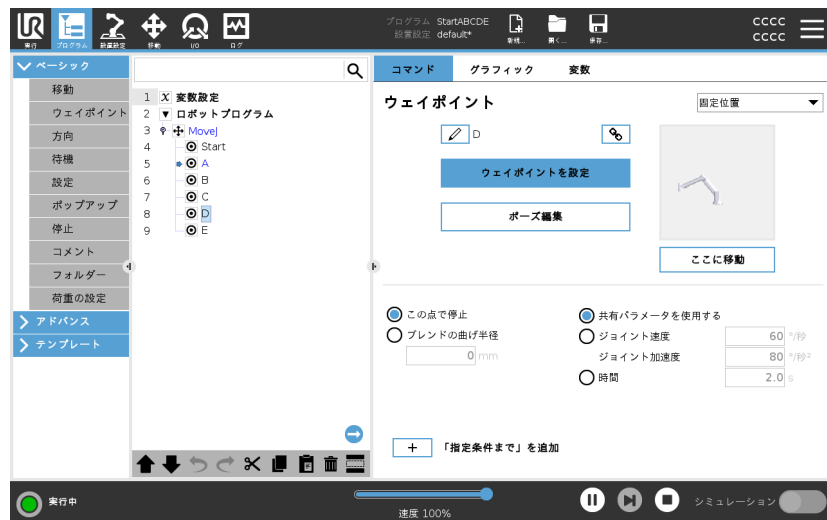 UR
実行
プログラム
設置設定
移動
I/O
ログ
プログラム StartABCDE
設置設定 default*
新規...
開く...
保存...
CCCC
CCCC
ベーシック
移動
ウェイポイント
方向
待機
設定
ポップアップ
停止
コメント
フォルダー
荷重の設定
アドバンス
テンプレート
1 X 変数設定
2 ロボットプログラム
3 MoveJ
4 Start
5 A
6 B
7 C
8 D
9 E
コマンド グラフィック 変数
ウェイポイント
固定位置
D
ウェイポイントを設定
ポーズ編集
ここに移動
この点で停止
ブレンドの曲げ半径
0 mm
共有パラメータを使用する
ジョイント速度 60 °/秒
ジョイント加速度 80 °/秒²
時間 2.0 s
+ 「指定条件まで」を追加
実行中
速度 100%
シミュレーション